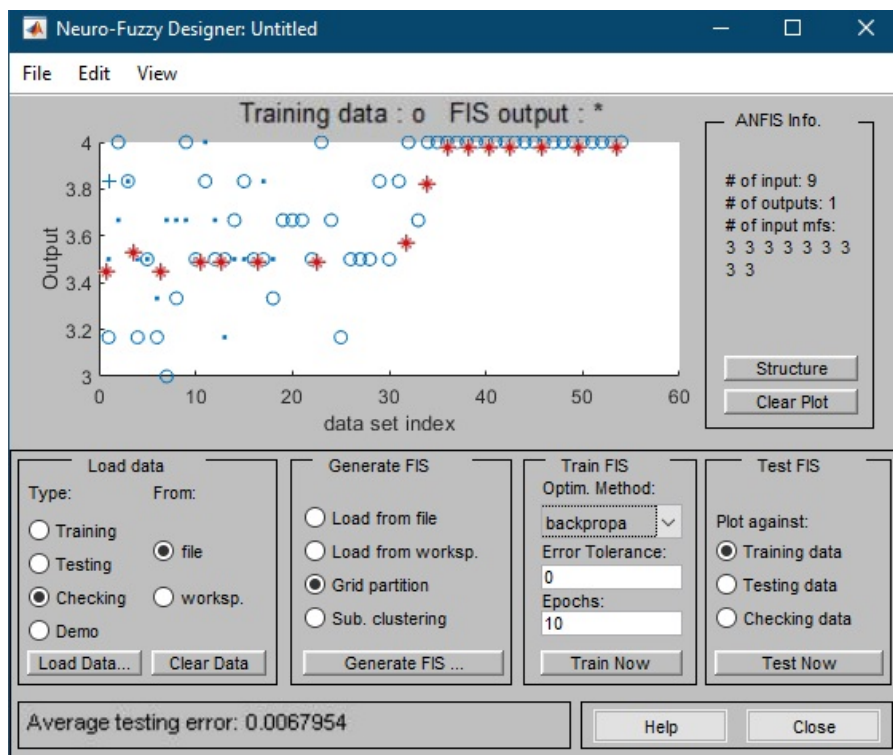 Neuro-Fuzzy Designer: Untitled
File Edit View
Training data : o FIS output : *
4
3.8
3.6
3.4
3.2
3
Output
0 10 20 30 40 50 60
data set index
ANFIS Info.
# of input: 9
# of outputs: 1
# of input mfs:
3 3 3 3 3 3 3
3 3
Structure
Clear Plot
Load data
Type: From:
Training
Testing
Checking
Demo
file
worksp.
Load Data... Clear Data
Generate FIS
Load from file
Load from worksp.
Grid partition
Sub. clustering
Generate FIS ...
Train FIS
Optim. Method:
backpropa
Error Tolerance:
0
Epochs:
10
Train Now
Test FIS
Plot against:
Training data
Testing data
Checking data
Test Now
Average testing error: 0.0067954
Help Close